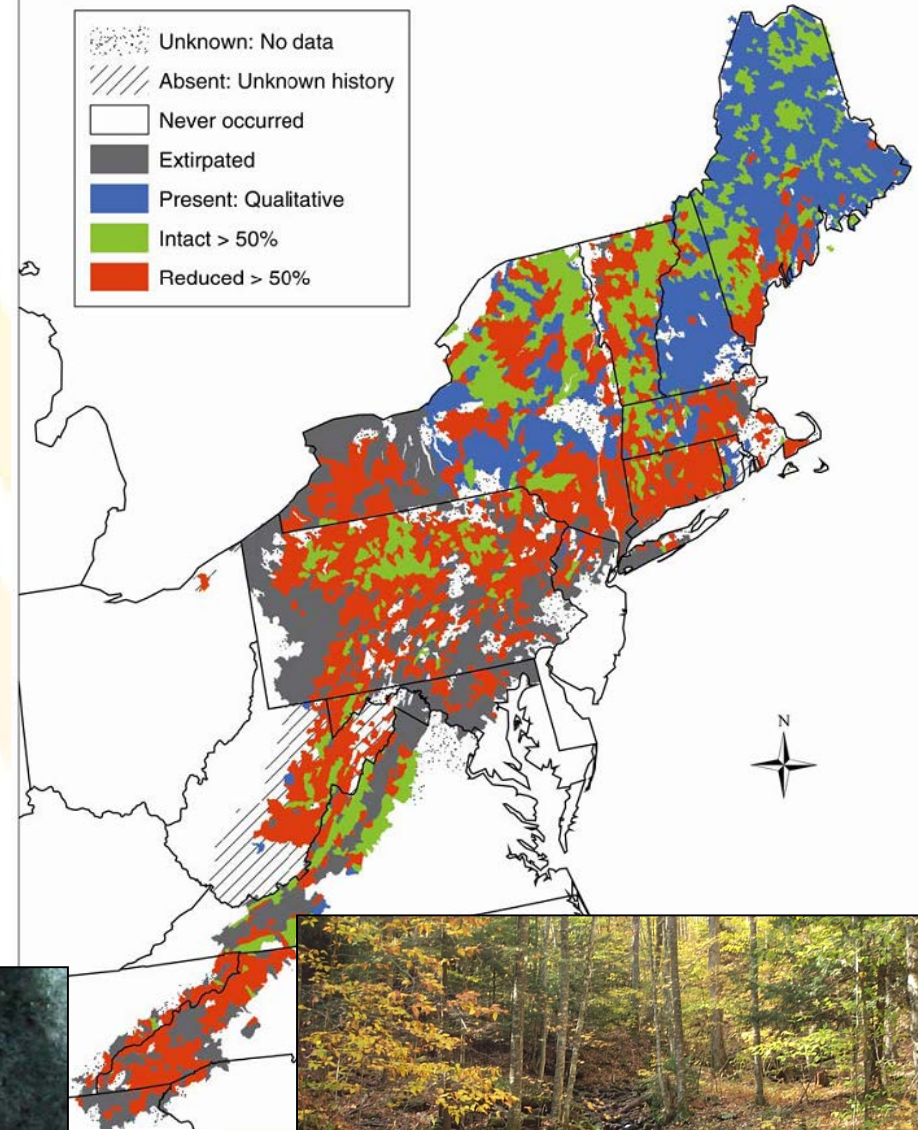 Unknown: No data
Absent: Unknown history
Never occurred
Extirpated
Present: Qualitative
Intact > 50%
Reduced > 50%
N